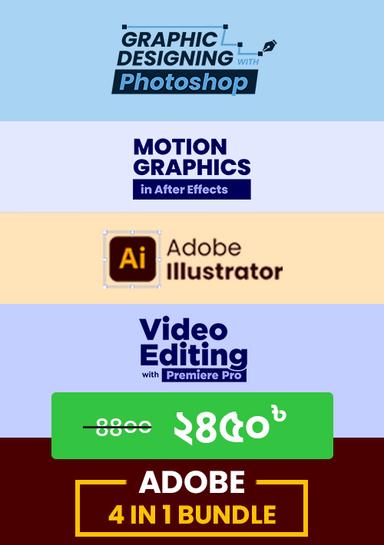 GRAPHIC
DESIGNING WITH
Photoshop
MOTION
GRAPHICS
in After Effects
Ai Adobe
Illustrator
Video
Editing
with Premiere Pro
৪৪০০ ২৪৫০৳
ADOBE
4 IN 1 BUNDLE